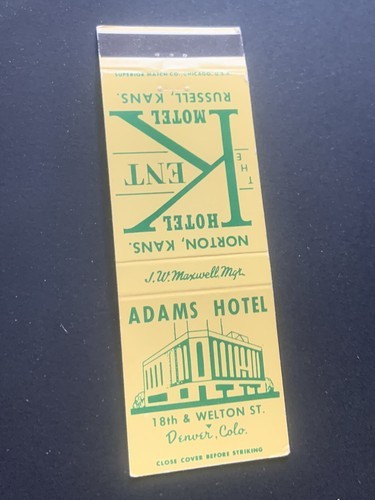 NORTON, KANS.
HOTEL
THE
KENT
MOTEL
RUSSELL, KANS.
SUPERIOR MATCH CO. CHICAGO, U.S.A.
J.W. Maxwell, Mgr.
ADAMS HOTEL
18th & WELTON ST.
Denver, Colo.
CLOSE COVER BEFORE STRIKING